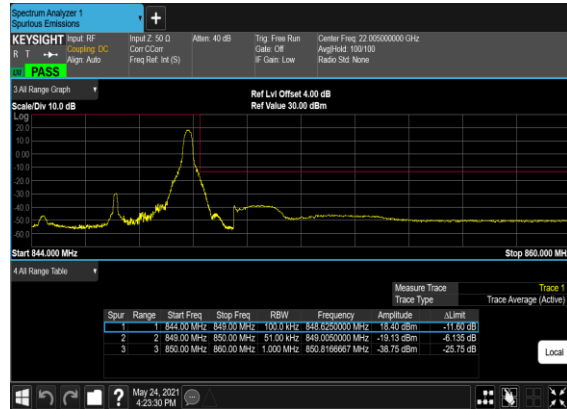 Spectrum Analyzer 1
Spurious Emissions
+
KEYSIGHT Input: RF Input Z: 50 Ω Atten: 40 dB Trig: Free Run Center Freq: 22.005000000 GHz
R T Coupling: DC Corr CCorr Gate: Off Avg|Hold: 100/100
Align: Auto Freq Ref: Int (S) IF Gain: Low Radio Std: None
PASS
3 All Range Graph
Ref Lvl Offset 4.00 dB
Scale/Div 10.0 dB Ref Value 30.00 dBm
Log
20.0
10.0
0.00
-10.0
-20.0
-30.0
-40.0
-50.0
-60.0
Start 844.000 MHz Stop 860.000 MH
4 All Range Table
Measure Trace Trace 1
Trace Type Trace Average (Active)
Spur Range Start Freq Stop Freq RBW Frequency Amplitude ΔLimit
1 1 844.00 MHz 849.00 MHz 100.0 kHz 848.6250000 MHz 18.40 dBm -11.60 dB
2 2 849.00 MHz 850.00 MHz 51.00 kHz 849.0050000 MHz -19.13 dBm -6.135 dB
3 3 850.00 MHz 860.00 MHz 1.000 MHz 850.8166667 MHz -38.75 dBm -25.75 dB
Local
? May 24, 2021
4:23:30 PM